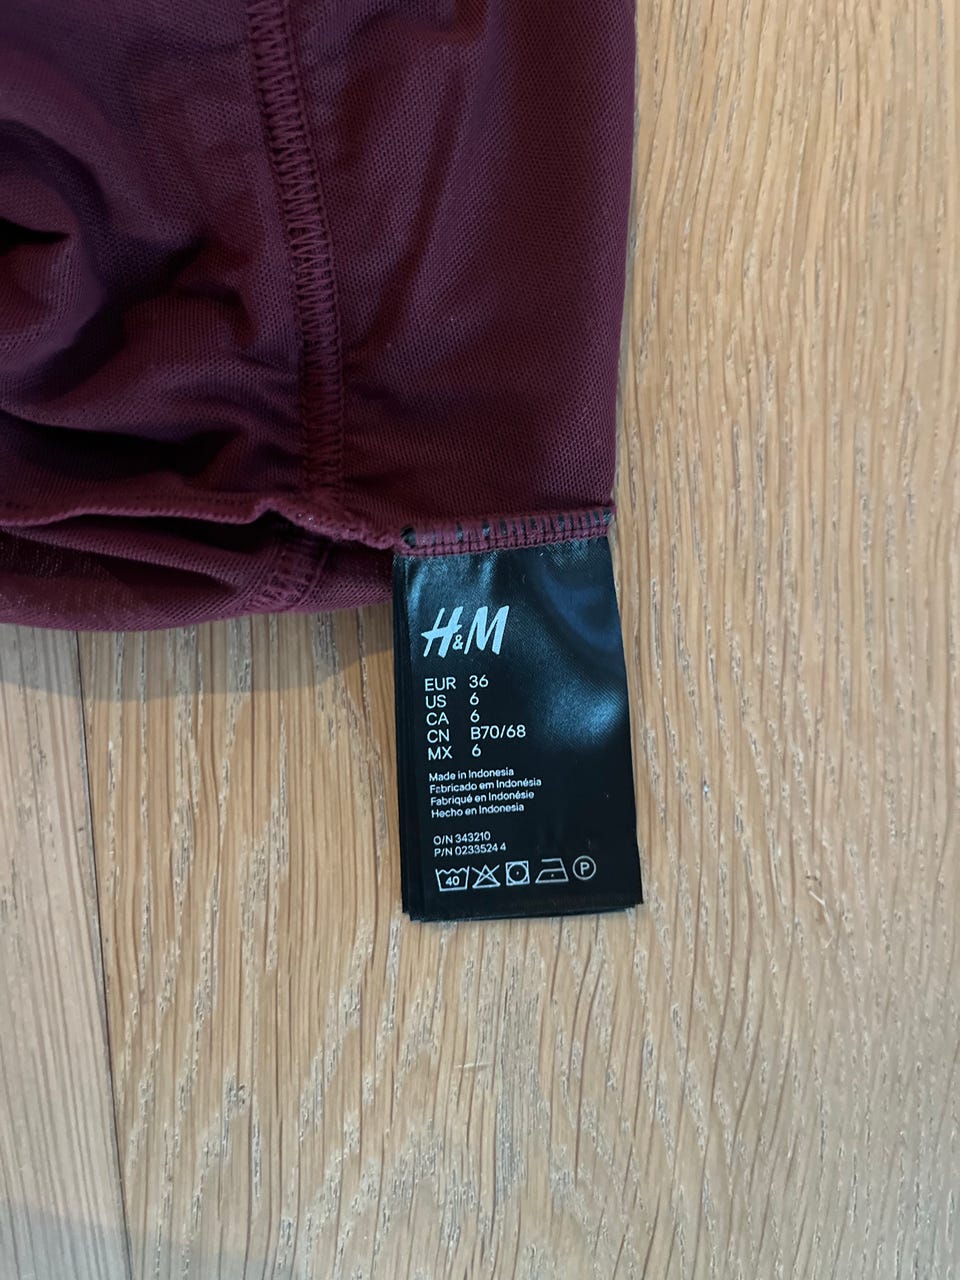 H&M
EUR 36
US 6
CA 6
CN B70/68
MX 6
Made in Indonesia
Fabricado em Indonésia
Fabriqué en Indonésie
Hecho en Indonesia
O/N 343210
P/N 0233524 4
40 P